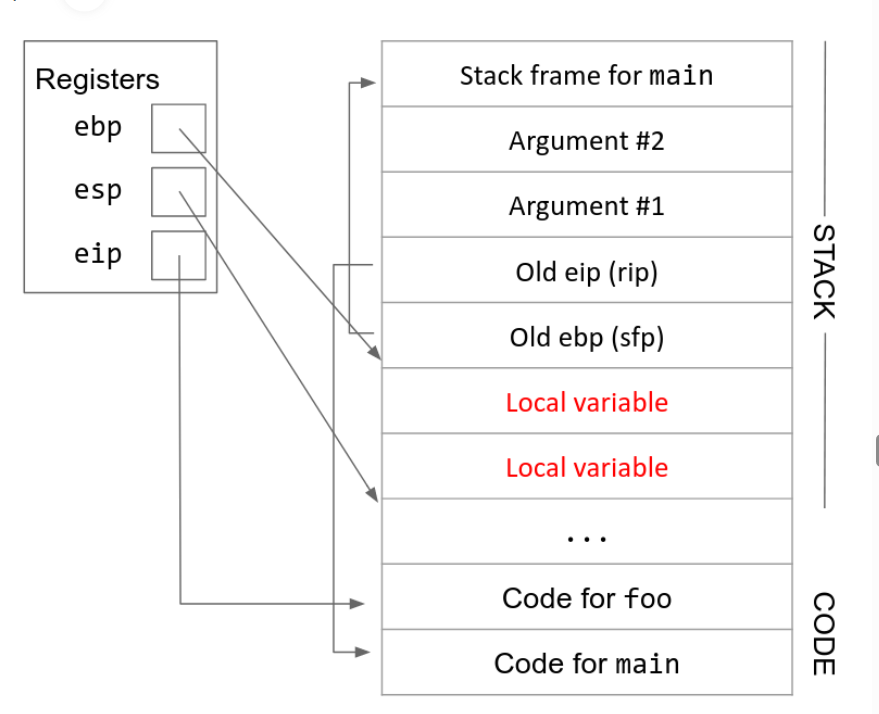 Registers
ebp
esp
eip
Stack frame for main
Argument #2
Argument #1
Old eip (rip)
Old ebp (sfp)
Local variable
Local variable
...
Code for foo
Code for main
STACK
CODE